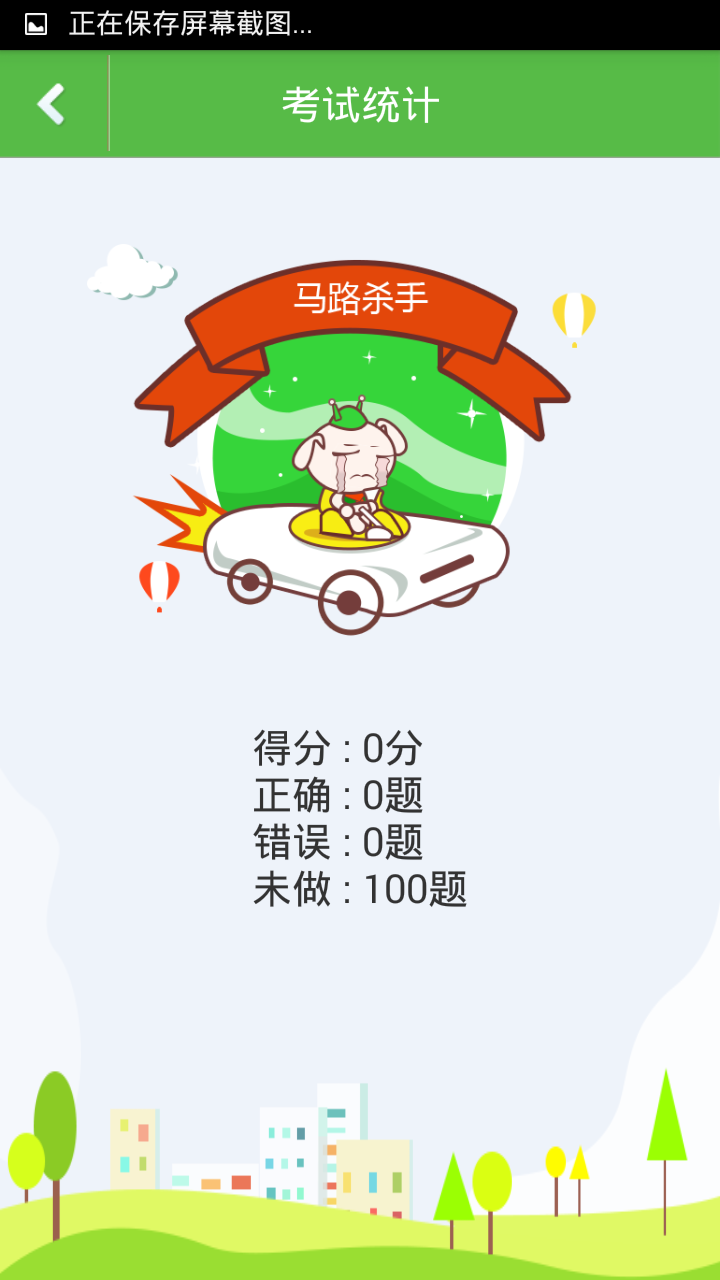 正在保存屏幕截图...
考试统计
马路杀手
得分 : 0分
正确 : 0题
错误 : 0题
未做 : 100题